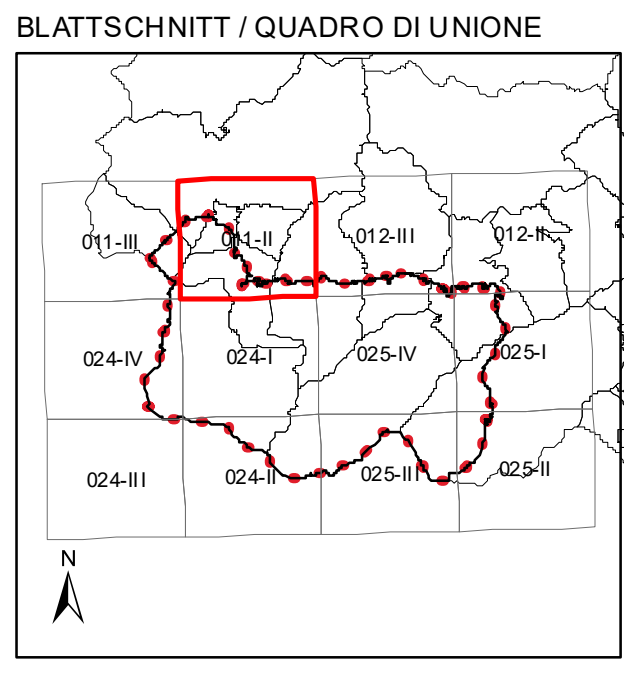 BLATTSCHNITT / QUADRO DI UNIONE
011-III
011-II
012-III
012-II
024-IV
024-I
025-IV
025-I
024-III
024-II
025-III
025-II
N